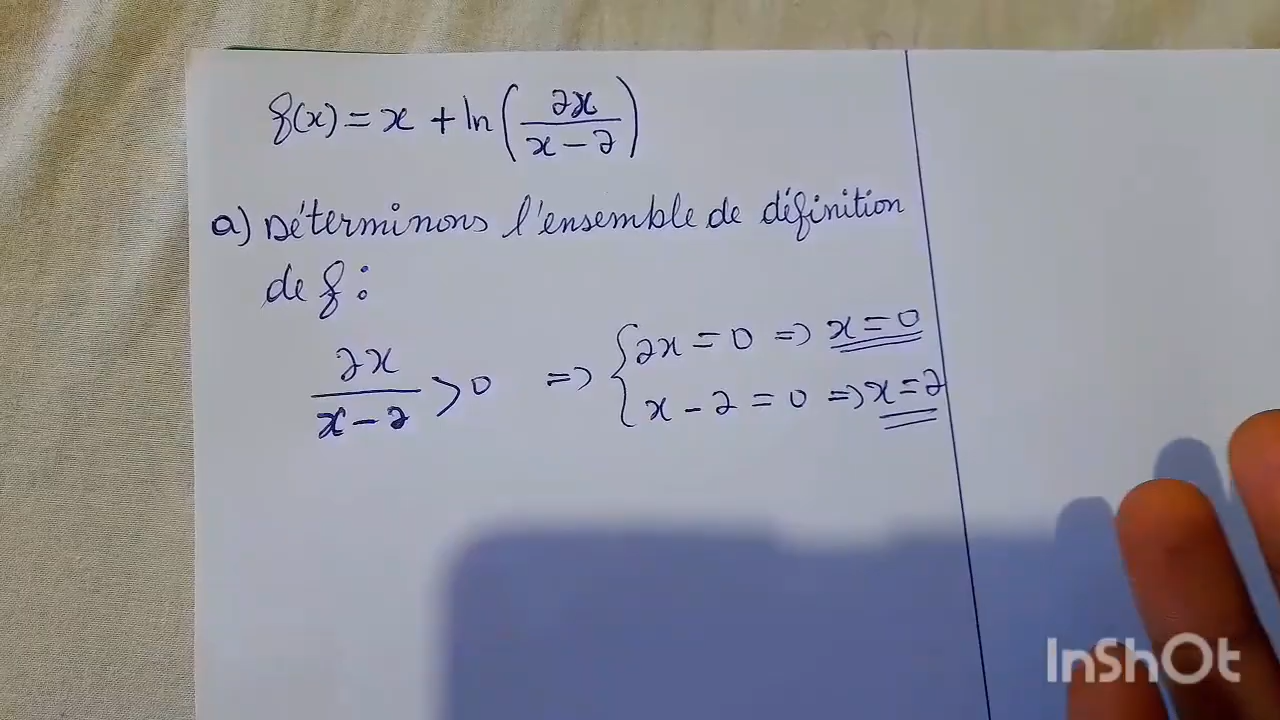 f(x) = x + ln(2x/(x-2))
a) Déterminons l'ensemble de définition
de f :
2x/(x-2) > 0 => { 2x = 0 => x = 0
x - 2 = 0 => x = 2
InShOt